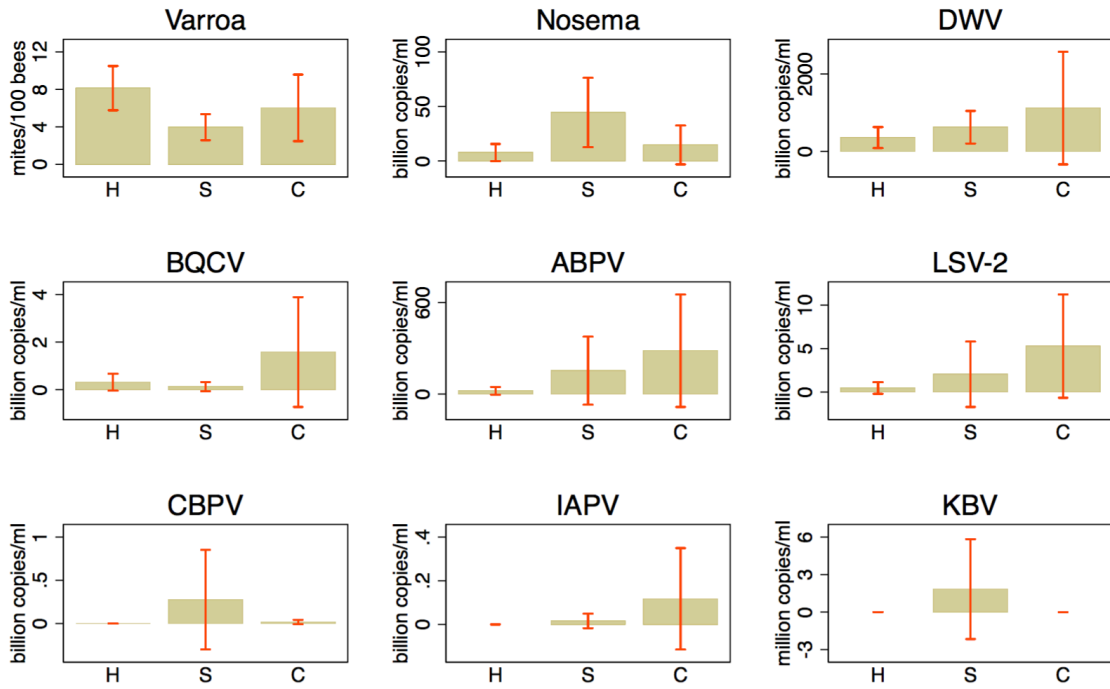 Varroa
mites/100 bees
0 4 8 12
H S C
Nosema
billion copies/ml
0 50 100
H S C
DWV
billion copies/ml
0 2000
H S C
BQCV
billion copies/ml
0 2 4
H S C
ABPV
billion copies/ml
0 600
H S C
LSV-2
billion copies/ml
0 5 10
H S C
CBPV
billion copies/ml
0 .5 1
H S C
IAPV
billion copies/ml
0 .2 .4
H S C
KBV
million copies/ml
-3 0 3 6
H S C